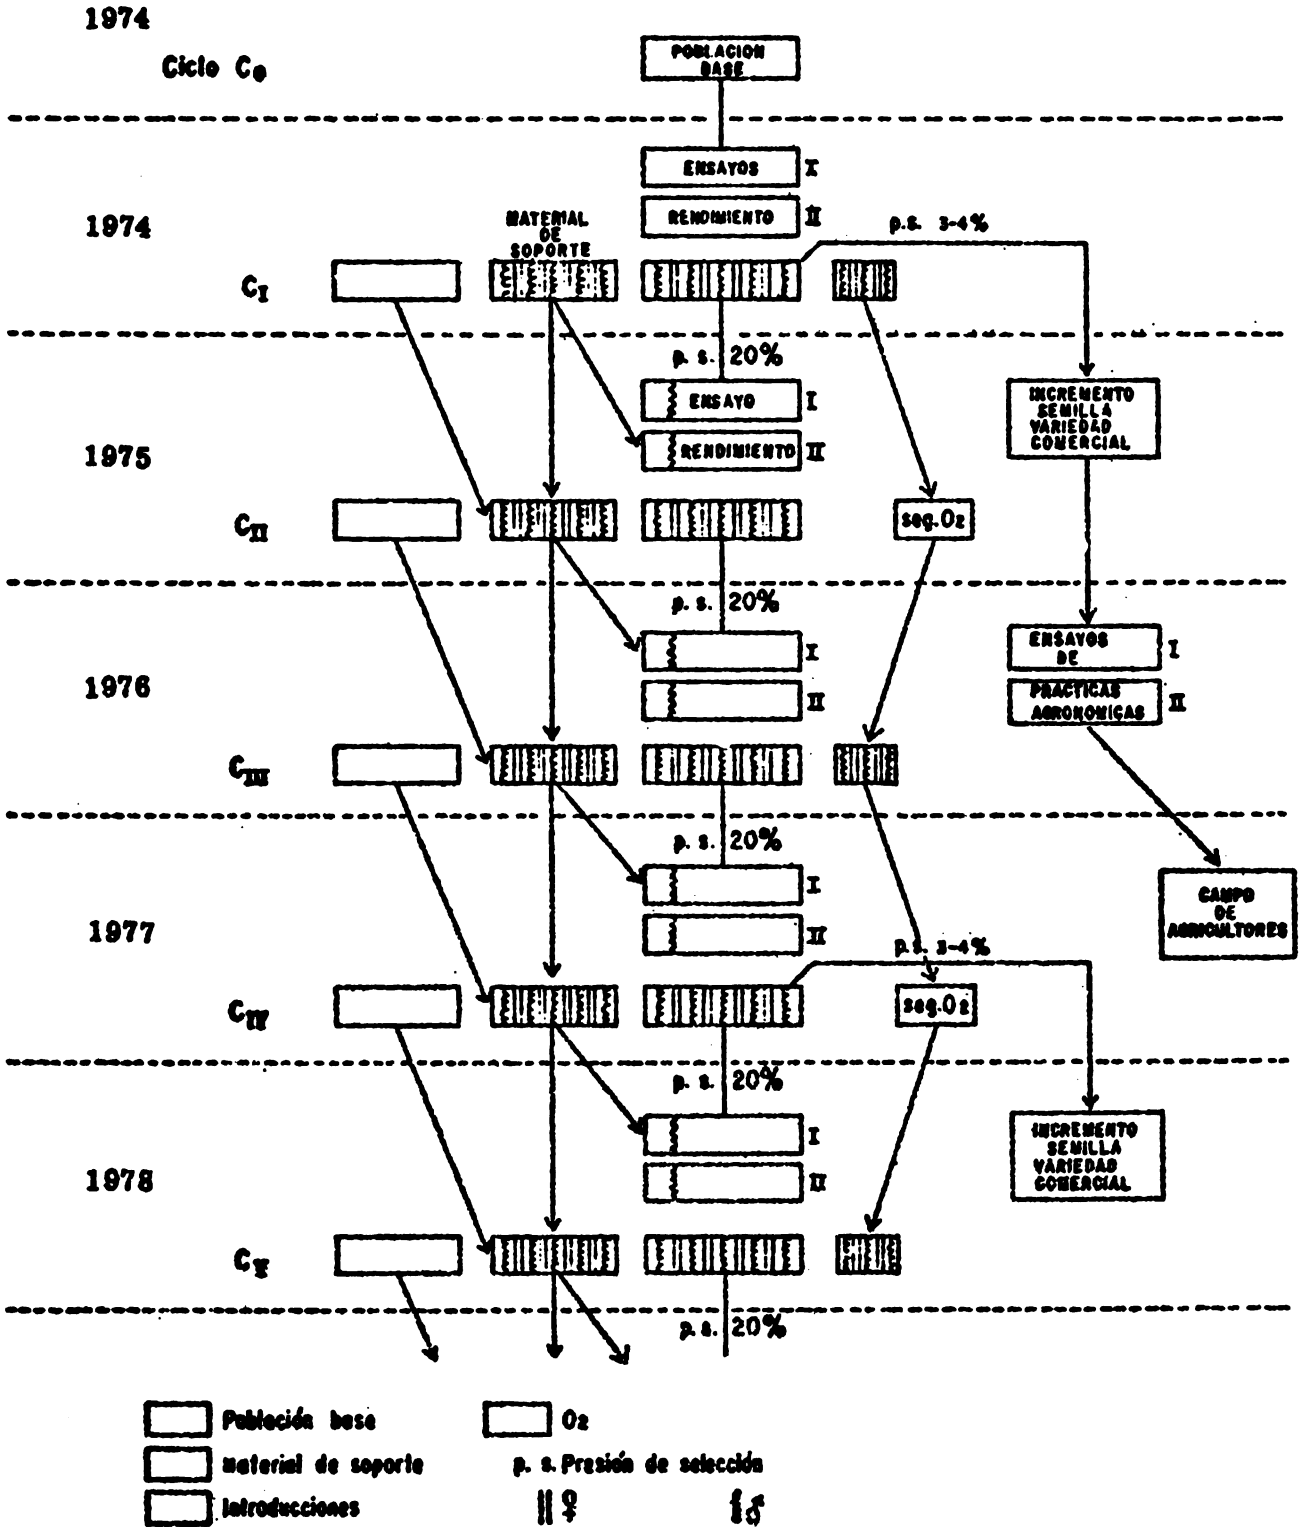 1974
Ciclo C0
POBLACION
BASE
ENSAYOS I
1974
MATERIAL
DE
SOPORTE
RENDIMIENTO II
p.s. 3-4%
CI
p. s. 20%
ENSAYO I
INCREMENTO
SEMILLA
VARIEDAD
COMERCIAL
1975
RENDIMIENTO II
CII
seg.O2
p. s. 20%
I
ENSAYOS
DE
I
1976
II
PRACTICAS
AGRONOMICAS
II
CIII
p. s. 20%
I
CAMPO
DE
AGRICULTORES
1977
II
p.s. 3-4%
CIV
seg.O2
p. s. 20%
I
INCREMENTO
SEMILLA
VARIEDAD
COMERCIAL
1978
II
CV
p. s. 20%
Población base
O2
material de soporte
p. s. Presión de selección
Introducciones
♀
♂